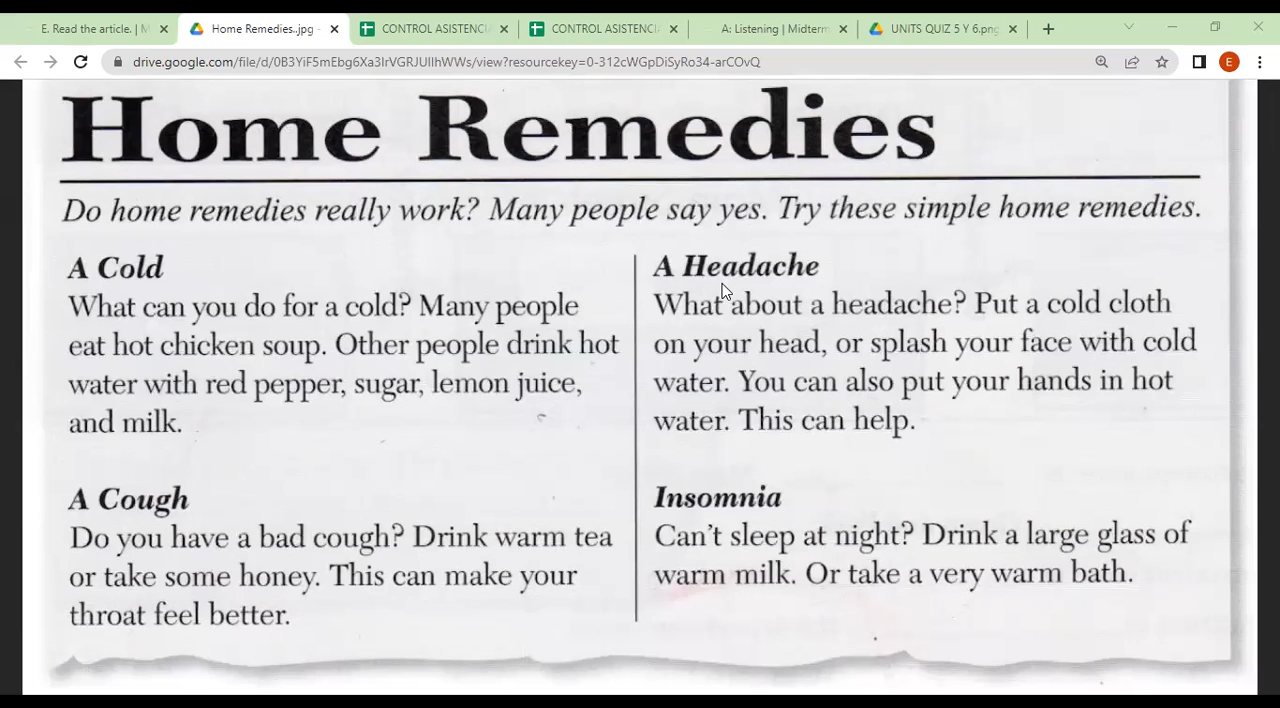 E. Read the article. | M
Home Remedies..jpg -
CONTROL ASISTENCI
CONTROL ASISTENCI
A: Listening | Midterm
UNITS QUIZ 5 Y 6.png
drive.google.com/file/d/0B3YiF5mEbg6Xa3IrVGRJUllhWWs/view?resourcekey=0-312cWGpDiSyRo34-arCOvQ
E
Home Remedies
Do home remedies really work? Many people say yes. Try these simple home remedies.
A Cold
What can you do for a cold? Many people
eat hot chicken soup. Other people drink hot
water with red pepper, sugar, lemon juice,
and milk.
A Cough
Do you have a bad cough? Drink warm tea
or take some honey. This can make your
throat feel better.
A Headache
What about a headache? Put a cold cloth
on your head, or splash your face with cold
water. You can also put your hands in hot
water. This can help.
Insomnia
Can't sleep at night? Drink a large glass of
warm milk. Or take a very warm bath.